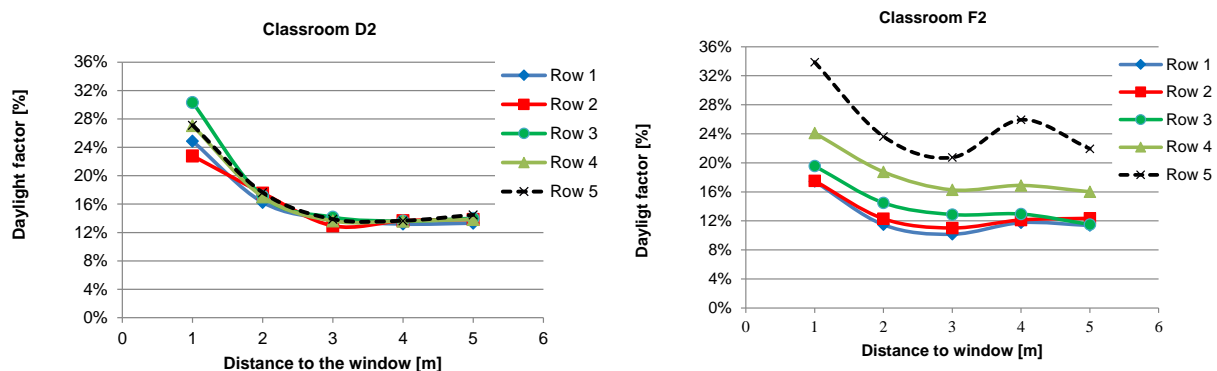 Classroom D2
Daylight factor [%]
36%
32%
28%
24%
20%
16%
12%
8%
4%
0%
0 1 2 3 4 5 6
Distance to the window [m]
Row 1
Row 2
Row 3
Row 4
Row 5
Classroom F2
Dayligt factor [%]
36%
32%
28%
24%
20%
16%
12%
8%
4%
0%
0 1 2 3 4 5 6
Distance to window [m]
Row 1
Row 2
Row 3
Row 4
Row 5